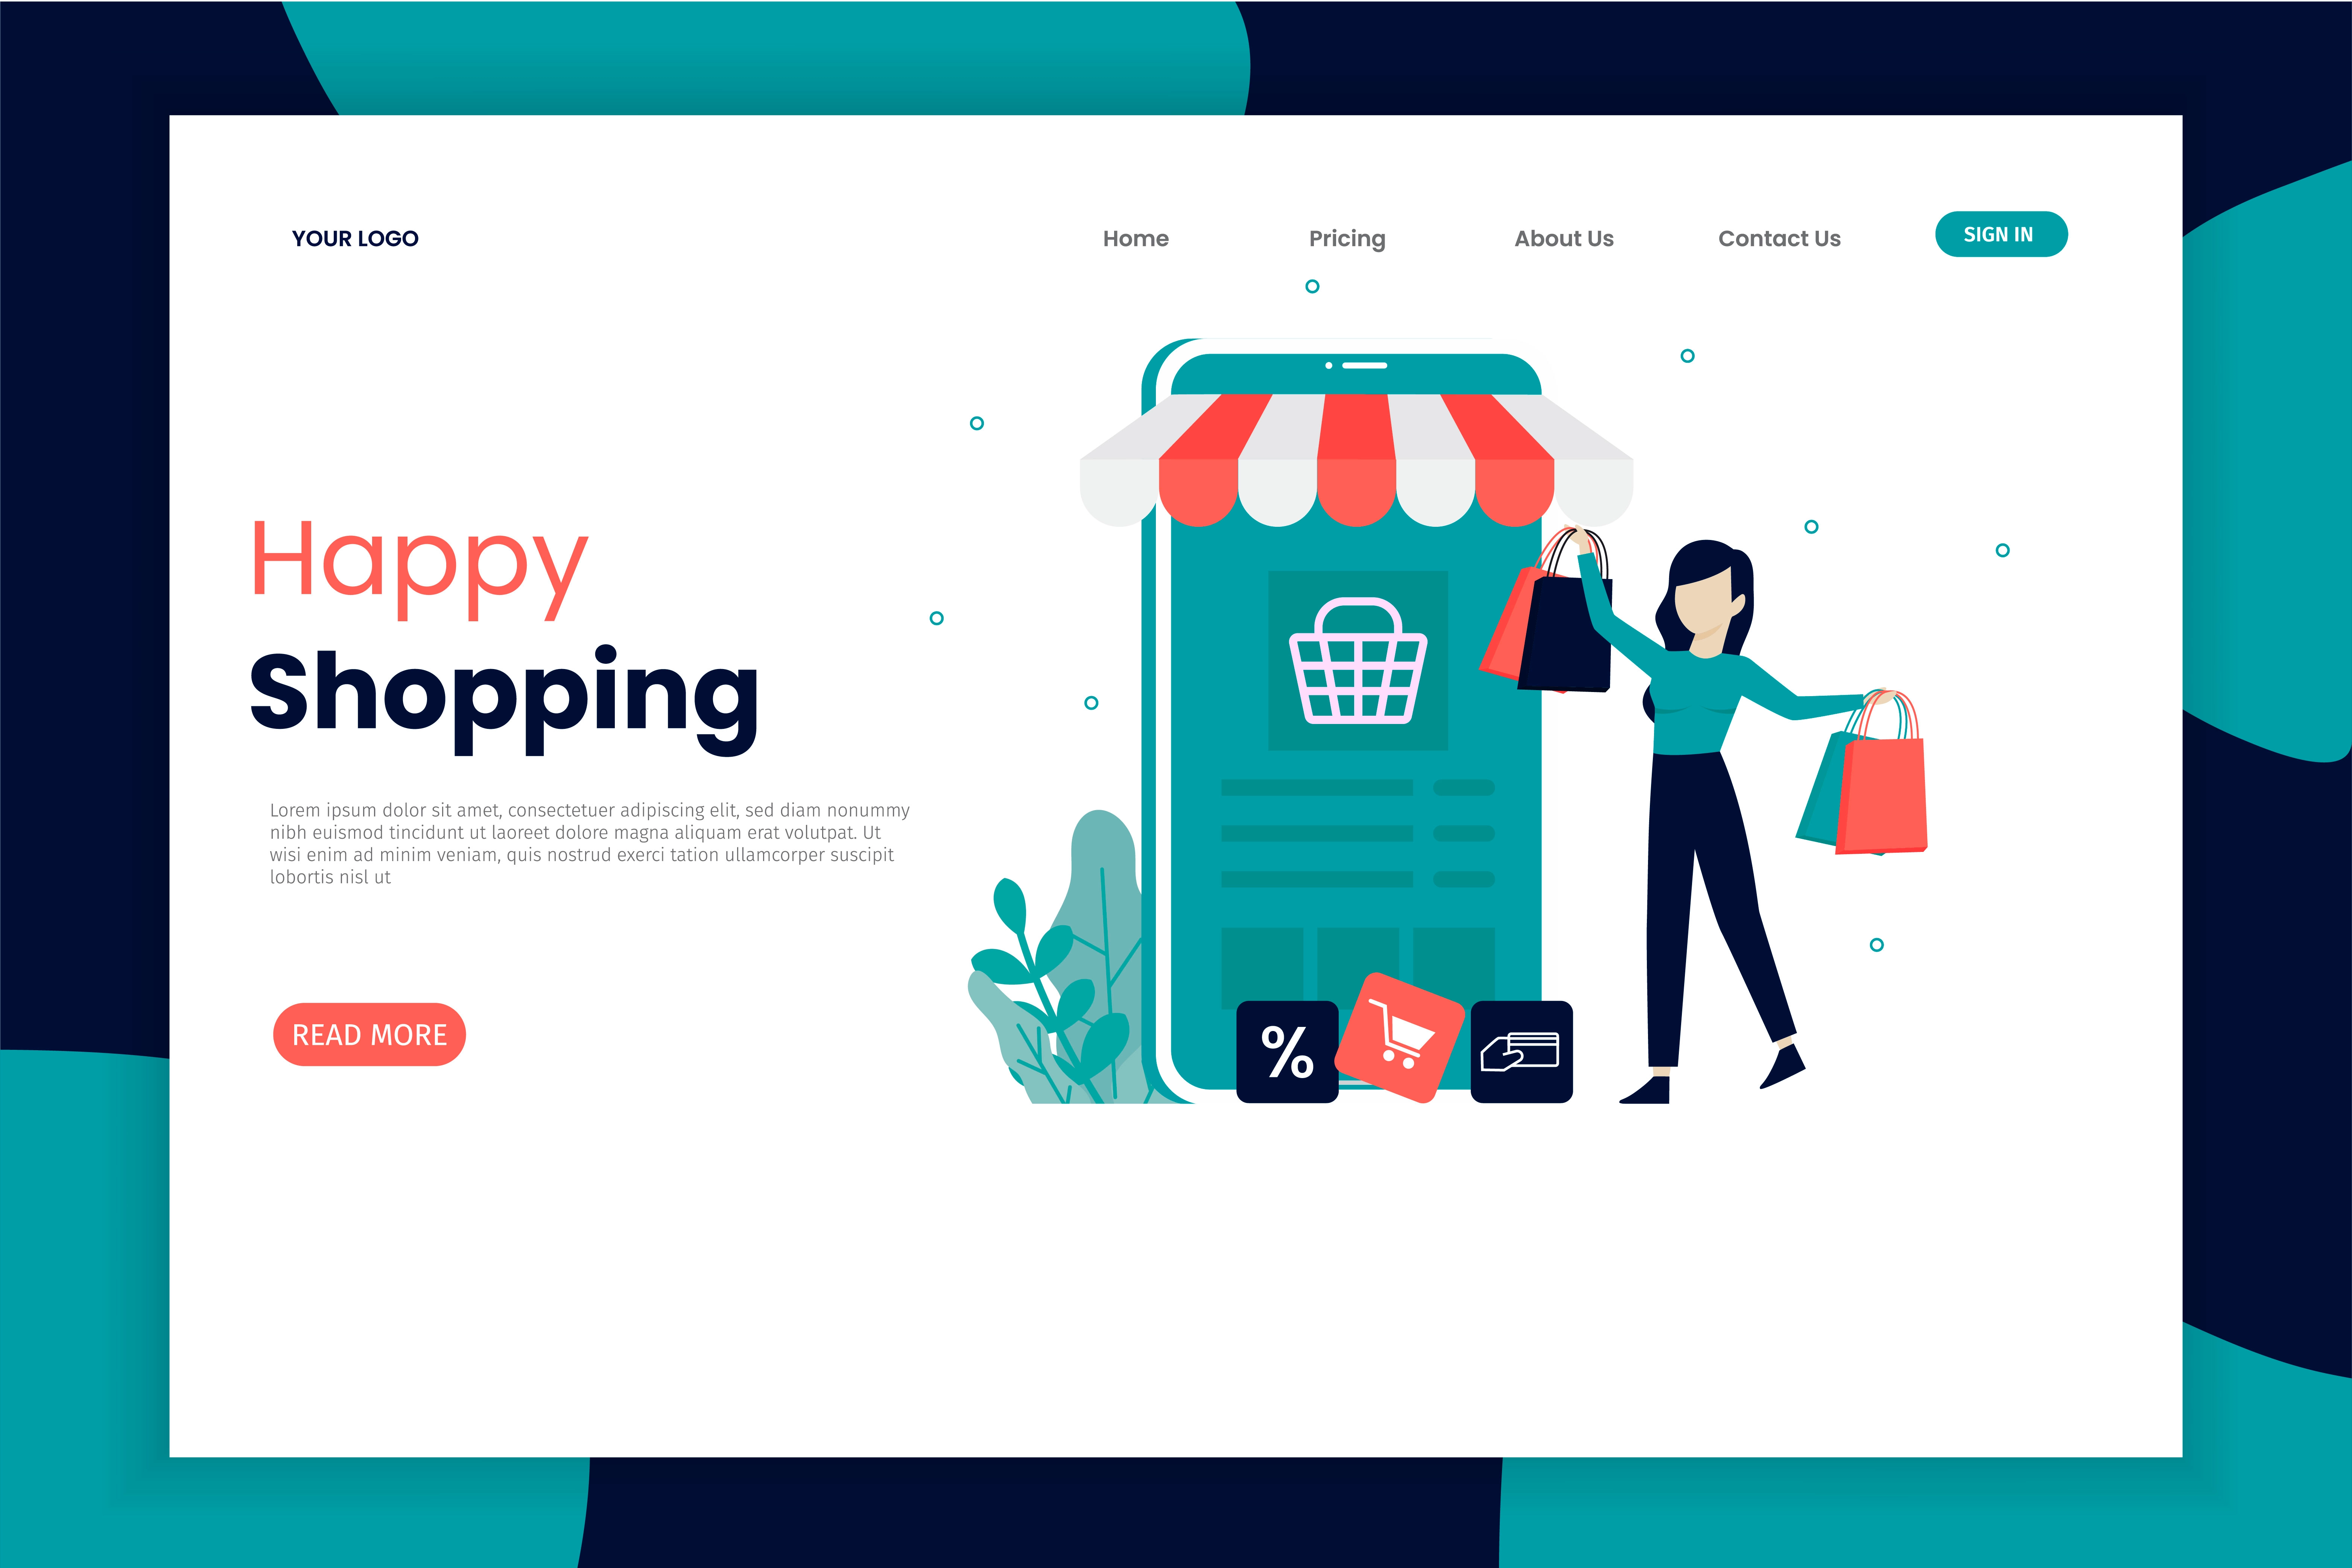 YOUR LOGO
Home
Pricing
About Us
Contact Us
SIGN IN
Happy
Shopping
Lorem ipsum dolor sit amet, consectetuer adipiscing elit, sed diam nonummy
nibh euismod tincidunt ut laoreet dolore magna aliquam erat volutpat. Ut
wisi enim ad minim veniam, quis nostrud exerci tation ullamcorper suscipit
lobortis nisl ut
READ MORE
%